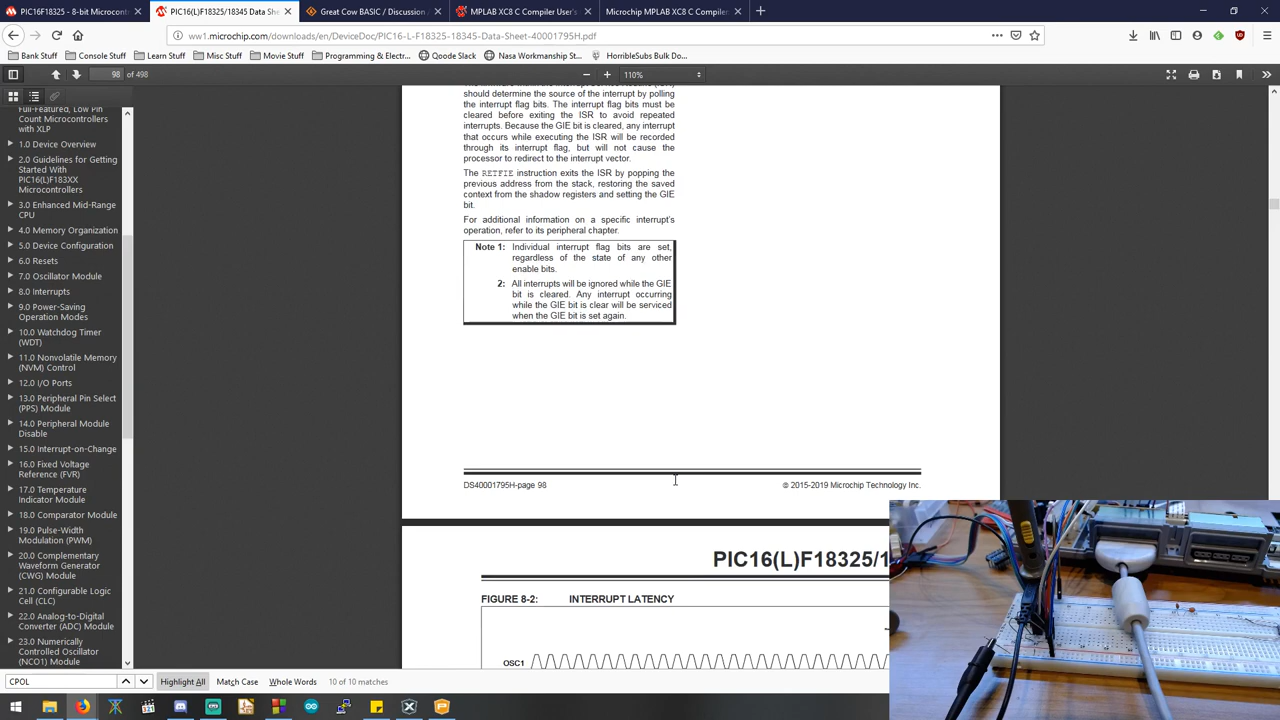 PIC16F18325 - 8-bit Microcont
PIC16(L)F18325/18345 Data She
Great Cow BASIC / Discussion /
MPLAB XC8 C Compiler User's
Microchip MPLAB XC8 C Compiler
ww1.microchip.com/downloads/en/DeviceDoc/PIC16-L-F18325-18345-Data-Sheet-40001795H.pdf
Bank Stuff
Console Stuff
Learn Stuff
Misc Stuff
Movie Stuff
Programming & Electr...
Qode Slack
Nasa Workmanship St...
HorribleSubs Bulk Do...
98 of 498
110%
Full-Featured, Low Pin
Count Microcontrollers
with XLP
1.0 Device Overview
2.0 Guidelines for Getting
Started With
PIC16(L)F183XX
Microcontrollers
3.0 Enhanced Mid-Range
CPU
4.0 Memory Organization
5.0 Device Configuration
6.0 Resets
7.0 Oscillator Module
8.0 Interrupts
9.0 Power-Saving
Operation Modes
10.0 Watchdog Timer
(WDT)
11.0 Nonvolatile Memory
(NVM) Control
12.0 I/O Ports
13.0 Peripheral Pin Select
(PPS) Module
14.0 Peripheral Module
Disable
15.0 Interrupt-on-Change
16.0 Fixed Voltage
Reference (FVR)
17.0 Temperature
Indicator Module
18.0 Comparator Module
19.0 Pulse-Width
Modulation (PWM)
20.0 Complementary
Waveform Generator
(CWG) Module
21.0 Configurable Logic
Cell (CLC)
22.0 Analog-to-Digital
Converter (ADC) Module
23.0 Numerically
Controlled Oscillator
(NCO1) Module
should determine the source of the interrupt by polling
the interrupt flag bits. The interrupt flag bits must be
cleared before exiting the ISR to avoid repeated
interrupts. Because the GIE bit is cleared, any interrupt
that occurs while executing the ISR will be recorded
through its interrupt flag, but will not cause the
processor to redirect to the interrupt vector.
The RETFIE instruction exits the ISR by popping the
previous address from the stack, restoring the saved
context from the shadow registers and setting the GIE
bit.
For additional information on a specific interrupt's
operation, refer to its peripheral chapter.
Note 1: Individual interrupt flag bits are set,
regardless of the state of any other
enable bits.
2: All interrupts will be ignored while the GIE
bit is cleared. Any interrupt occurring
while the GIE bit is clear will be serviced
when the GIE bit is set again.
DS40001795H-page 98
© 2015-2019 Microchip Technology Inc.
PIC16(L)F18325/1
FIGURE 8-2: INTERRUPT LATENCY
OSC1
CPOL
Highlight All
Match Case
Whole Words
10 of 10 matches